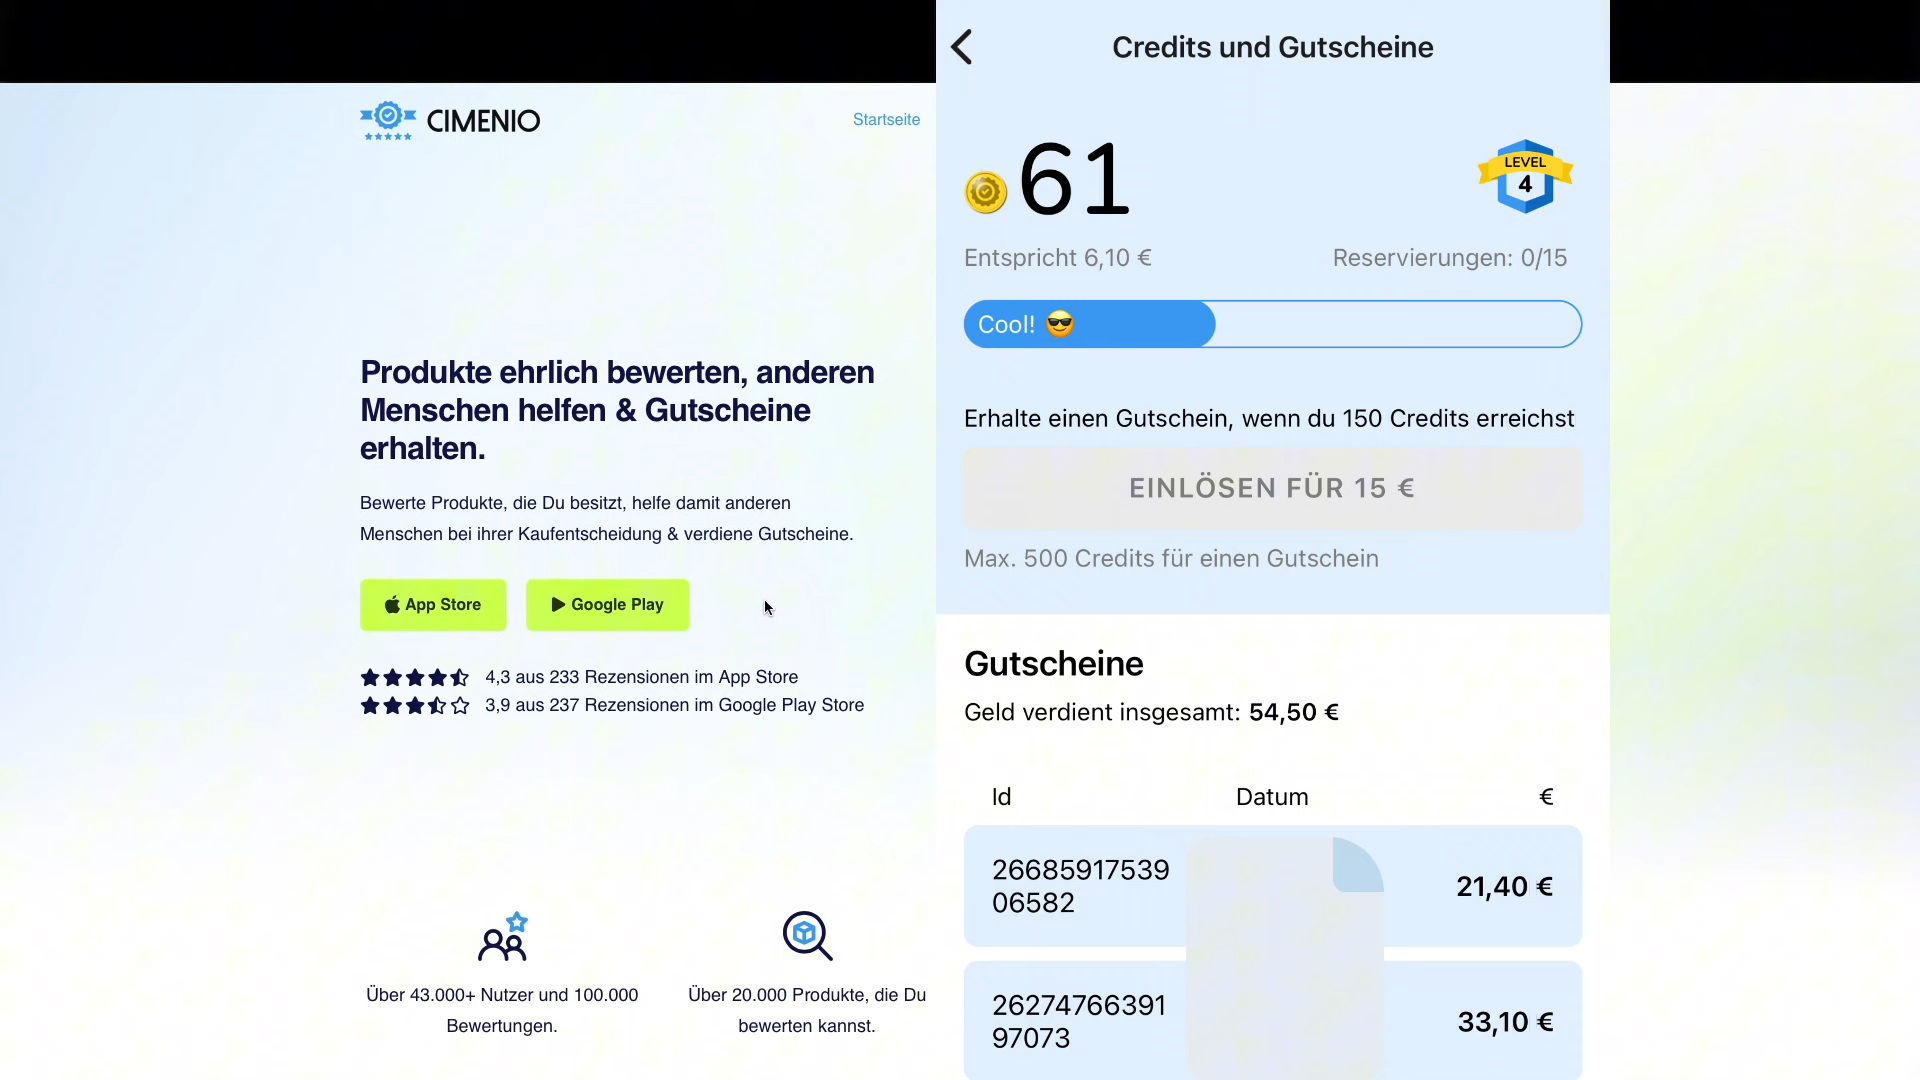 CIMENIO
Startseite
Produkte ehrlich bewerten, anderen
Menschen helfen & Gutscheine
erhalten.
Bewerte Produkte, die Du besitzt, helfe damit anderen
Menschen bei ihrer Kaufentscheidung & verdiene Gutscheine.
App Store
Google Play
4,3 aus 233 Rezensionen im App Store
3,9 aus 237 Rezensionen im Google Play Store
Über 43.000+ Nutzer und 100.000
Bewertungen.
Über 20.000 Produkte, die Du
bewerten kannst.
Credits und Gutscheine
61
LEVEL
4
Entspricht 6,10 €
Reservierungen: 0/15
Cool! 😎
Erhalte einen Gutschein, wenn du 150 Credits erreichst
EINLÖSEN FÜR 15 €
Max. 500 Credits für einen Gutschein
Gutscheine
Geld verdient insgesamt: 54,50 €
Id Datum €
26685917539
06582
21,40 €
26274766391
97073
33,10 €